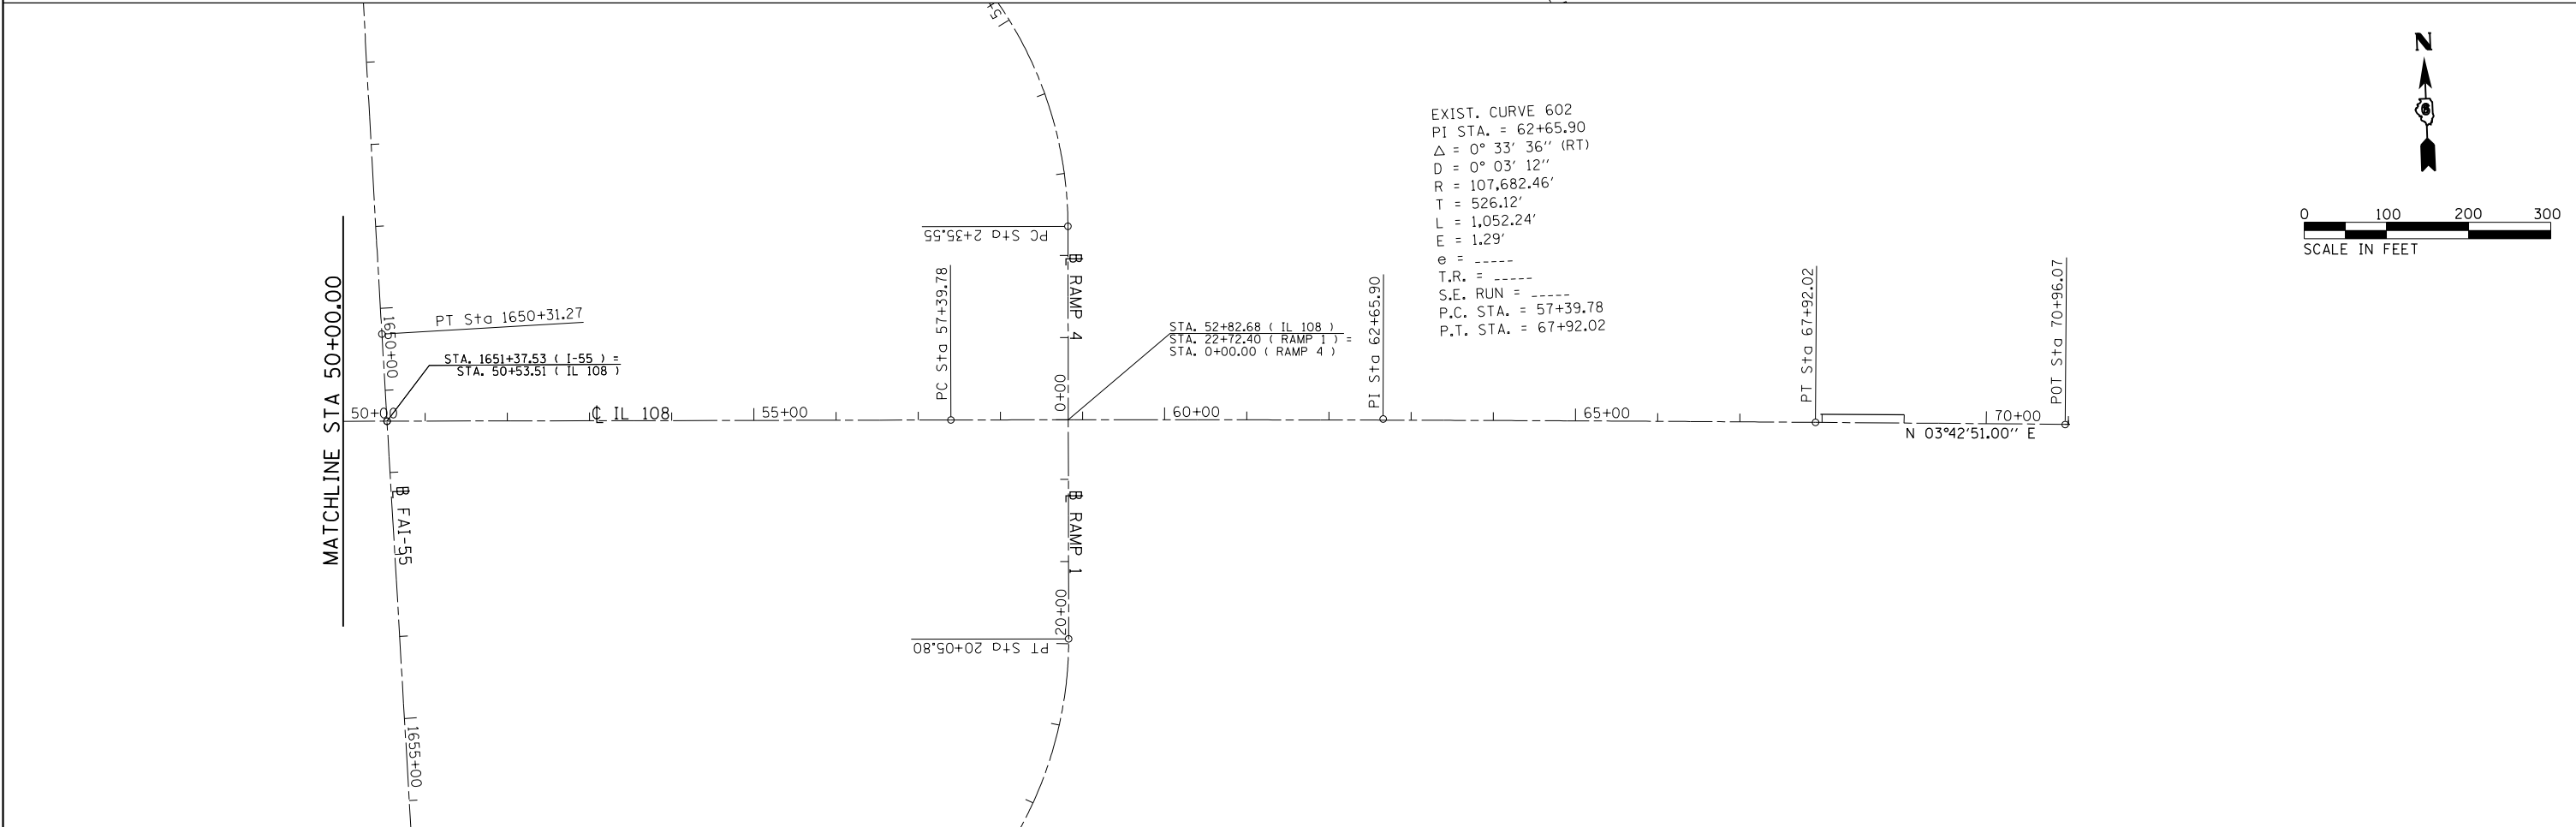 15+
N
EXIST. CURVE 602
PI STA. = 62+65.90
△ = 0° 33' 36'' (RT)
D = 0° 03' 12''
R = 107,682.46'
T = 526.12'
L = 1,052.24'
E = 1.29'
e = -----
T.R. = -----
S.E. RUN = -----
P.C. STA. = 57+39.78
P.T. STA. = 67+92.02
0 100 200 300
SCALE IN FEET
MATCHLINE STA 50+00.00
PT Sta 1650+31.27
1650+00
STA. 1651+37.53 ( I-55 ) =
STA. 50+53.51 ( IL 108 )
PC Sta 2+35.55
B RAMP 4
PC Sta 57+39.78
STA. 52+82.68 ( IL 108 )
STA. 22+72.40 ( RAMP 1 ) =
STA. 0+00.00 ( RAMP 4 )
0+00
PI Sta 62+65.90
PT Sta 67+92.02
POT Sta 70+96.07
50+00
℄ IL 108
55+00
60+00
65+00
70+00
N 03°42'51.00'' E
B FAI-55
B RAMP 1
20+00
PT Sta 20+05.80
1655+00